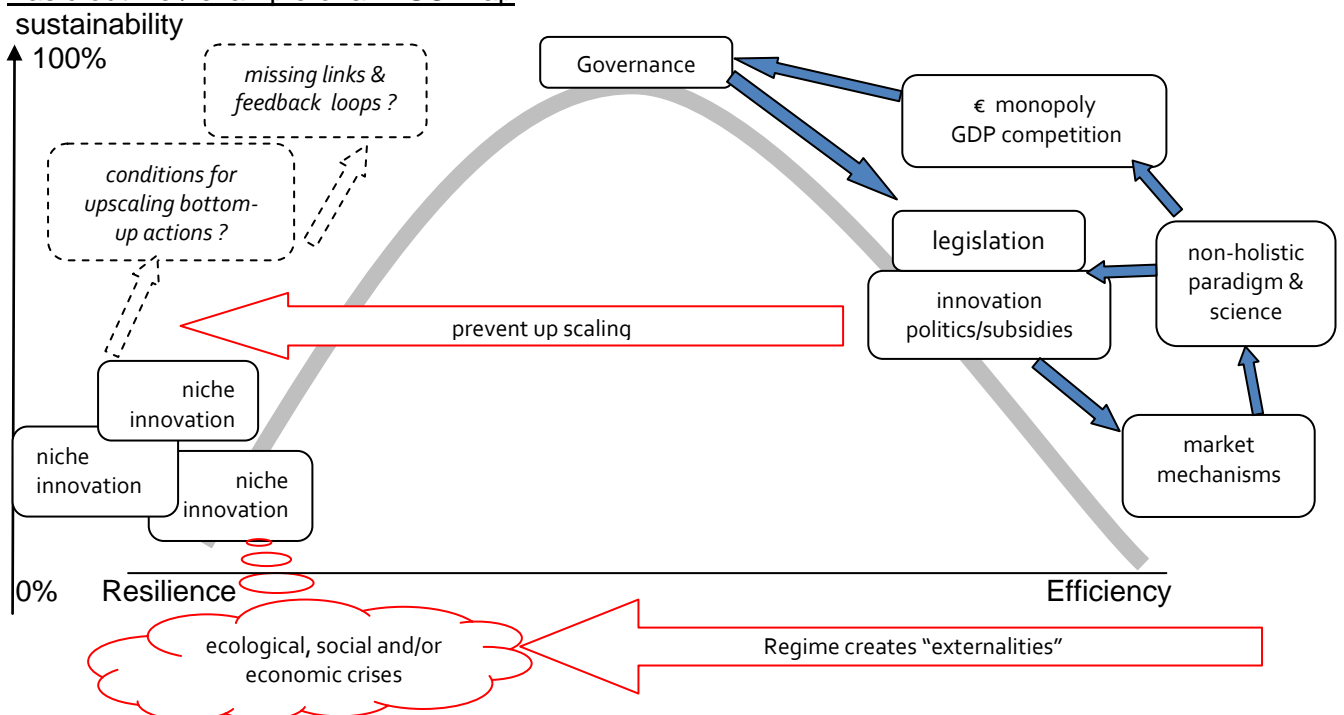 sustainability
100%
missing links &
feedback loops ?
Governance
€ monopoly
GDP competition
conditions for
upscaling bottom-
up actions ?
legislation
non-holistic
paradigm &
science
innovation
politics/subsidies
prevent up scaling
niche
innovation
niche
innovation
niche
innovation
market
mechanisms
0%
Resilience
Efficiency
ecological, social and/or
economic crises
Regime creates “externalities”